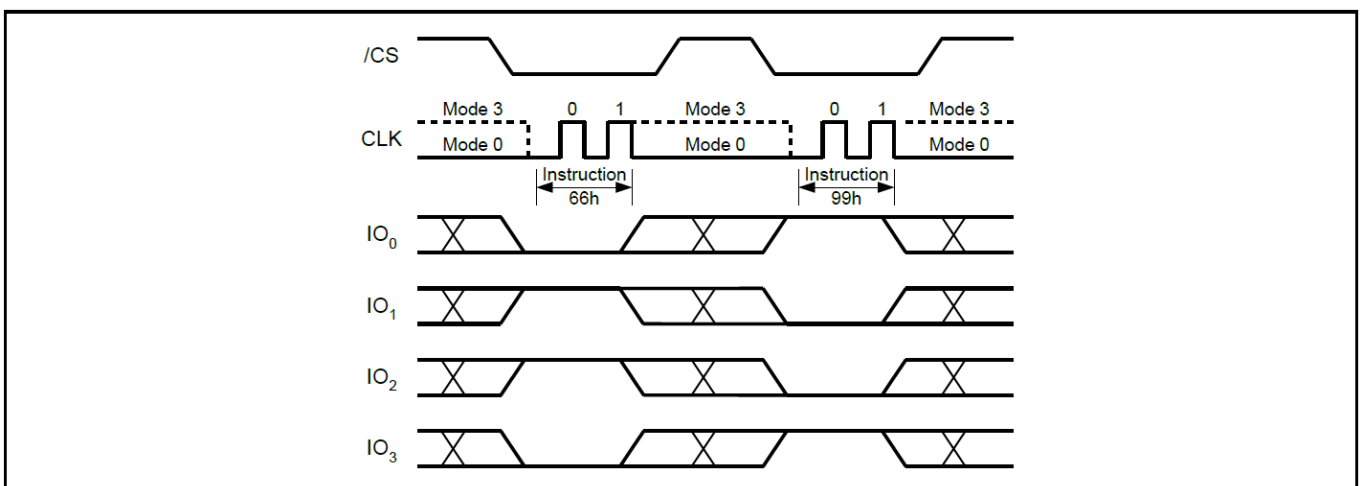 /CS
Mode 3 0 1 Mode 3 0 1 Mode 3
CLK
Mode 0 Mode 0 Mode 0
Instruction Instruction
66h 99h
IO0
IO1
IO2
IO3